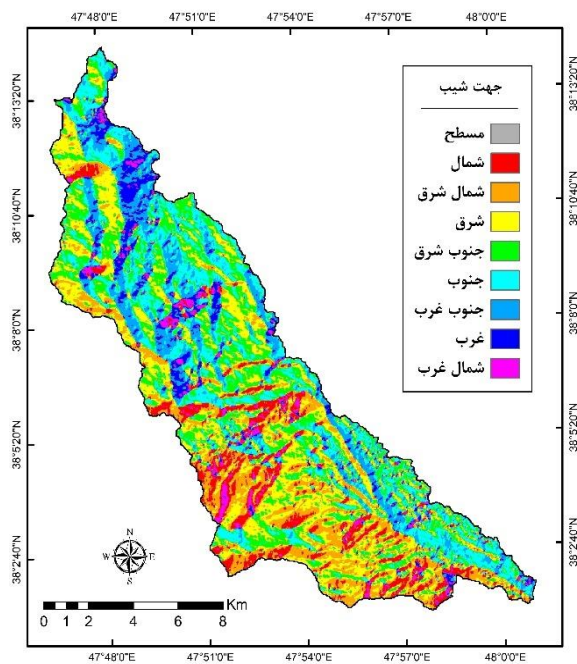 47°48'0"E 47°51'0"E 47°54'0"E 47°57'0"E 48°0'0"E
38°13'20"N
38°10'40"N
38°8'0"N
38°5'20"N
38°2'40"N
جهت شیب
مسطح
شمال
شمال شرق
شرق
جنوب شرق
جنوب
جنوب غرب
غرب
شمال غرب
38°13'20"N
38°10'40"N
38°8'0"N
38°5'20"N
38°2'40"N
N
W E
S
Km
0 1 2 4 6 8
47°48'0"E 47°51'0"E 47°54'0"E 47°57'0"E 48°0'0"E